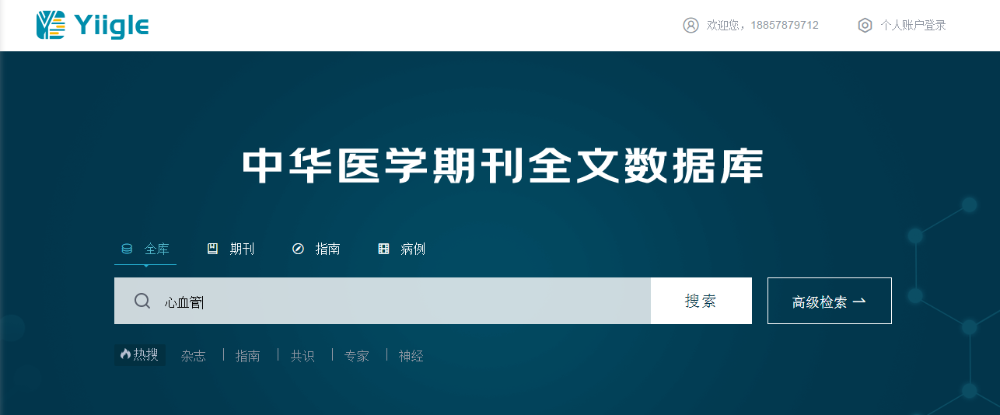 Yiigle
欢迎您，18857879712
个人账户登录
中华医学期刊全文数据库
全库 期刊 指南 病例
心血管
搜索
高级检索
热搜 杂志 指南 共识 专家 神经